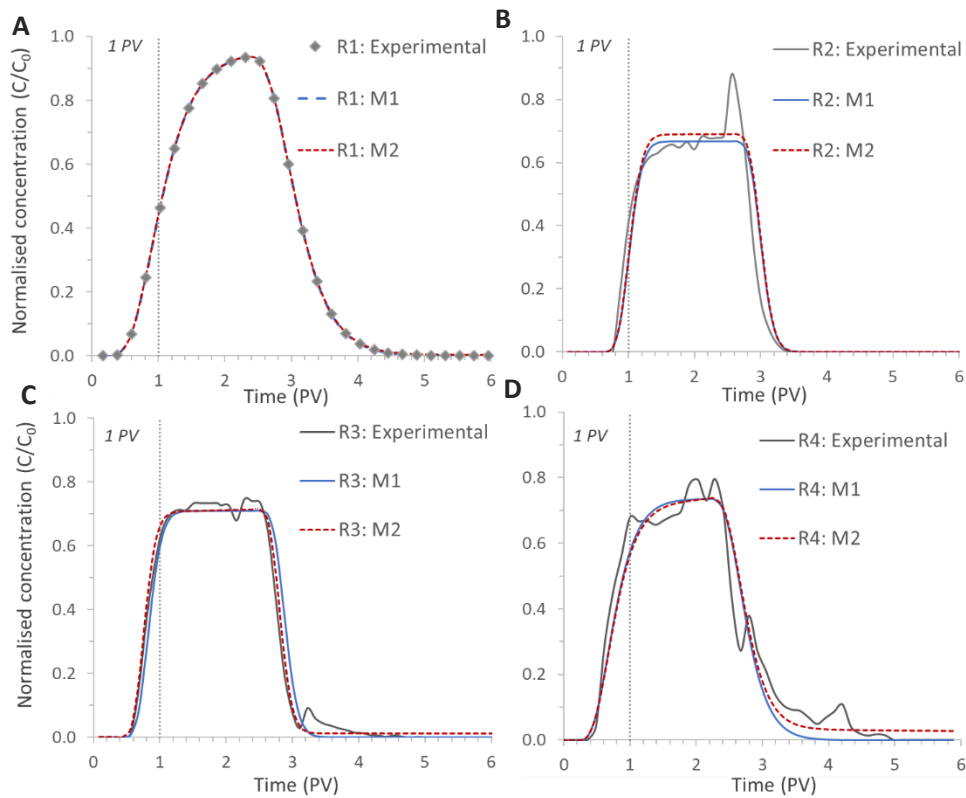 A
Normalised concentration (C/C₀)
1.0
0.8
0.6
0.4
0.2
0.0
1 PV
R1: Experimental
R1: M1
R1: M2
0 1 2 3 4 5 6
Time (PV)
B
1.0
0.8
0.6
0.4
0.2
0.0
1 PV
R2: Experimental
R2: M1
R2: M2
0 1 2 3 4 5 6
Time (PV)
C
Normalised concentration (C/C₀)
1.0
0.8
0.6
0.4
0.2
0.0
1 PV
R3: Experimental
R3: M1
R3: M2
0 1 2 3 4 5 6
Time (PV)
D
1.0
0.8
0.6
0.4
0.2
0.0
1 PV
R4: Experimental
R4: M1
R4: M2
0 1 2 3 4 5 6
Time (PV)